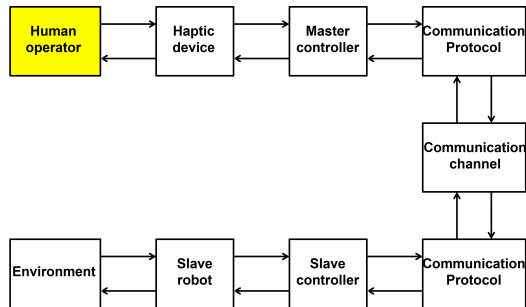 Human
operator
Haptic
device
Master
controller
Communication
Protocol
Communication
channel
Environment
Slave
robot
Slave
controller
Communication
Protocol